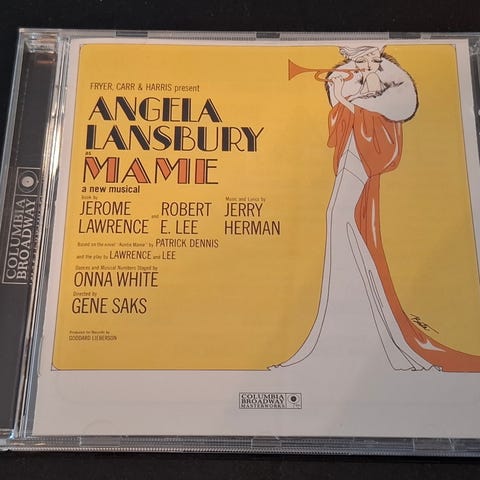 FRYER, CARR & HARRIS present
ANGELA
LANSBURY
as
MAME
a new musical
Book by
JEROME
LAWRENCE
and
ROBERT
E. LEE
Music and Lyrics by
JERRY
HERMAN
Based on the novel "Auntie Mame" by PATRICK DENNIS
and the play by LAWRENCE and LEE
Dances and Musical Numbers Staged by
ONNA WHITE
Directed by
GENE SAKS
Produced for Records by
GODDARD LIEBERSON
COLUMBIA
BROADWAY
MASTERWORKS
COLUMBIA
BROADWAY
MASTERWORKS